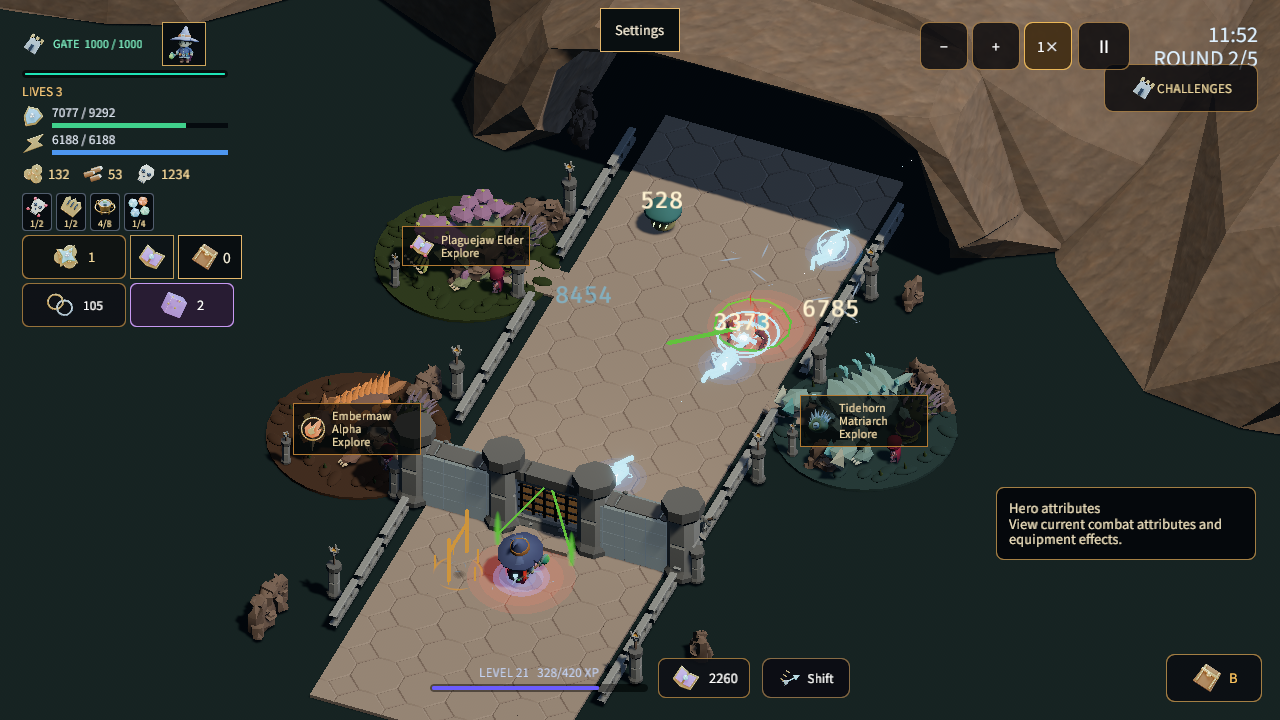 GATE 1000 / 1000
LIVES 3
7077 / 9292
6188 / 6188
132
53
1234
1/2
1/2
4/8
1/4
1
0
105
2
Settings
−
+
1×
11:52
ROUND 2/5
CHALLENGES
528
Plaguejaw Elder
Explore
8454
6785
3373
Embermaw
Alpha
Explore
Tidehorn
Matriarch
Explore
Hero attributes
View current combat attributes and
equipment effects.
LEVEL 21 328/420 XP
2260
Shift
B